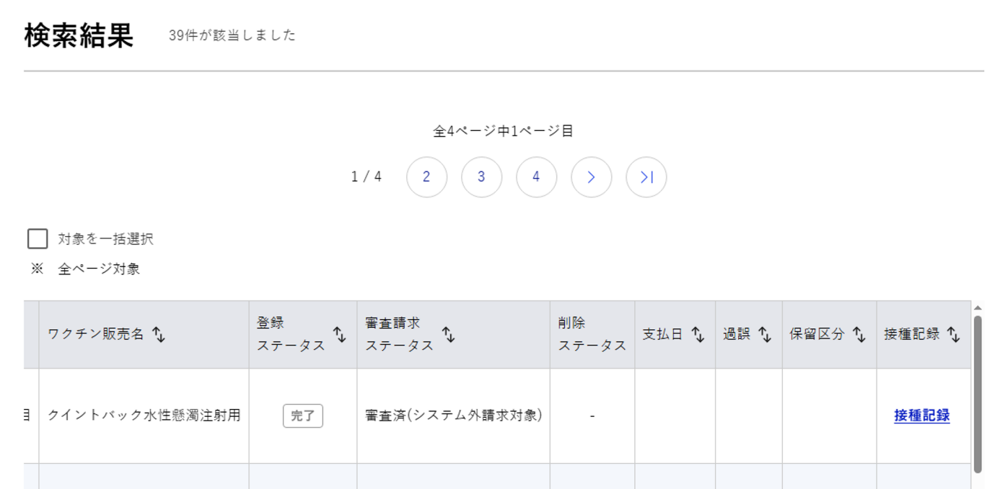 検索結果 39件が該当しました
全4ページ中1ページ目
1 / 4 2 3 4
対象を一括選択
※ 全ページ対象
ワクチン販売名 登録ステータス 審査請求ステータス 削除ステータス 支払日 過誤 保留区分 接種記録
目 クイントバック水性懸濁注射用 完了 審査済(システム外請求対象) - 接種記録